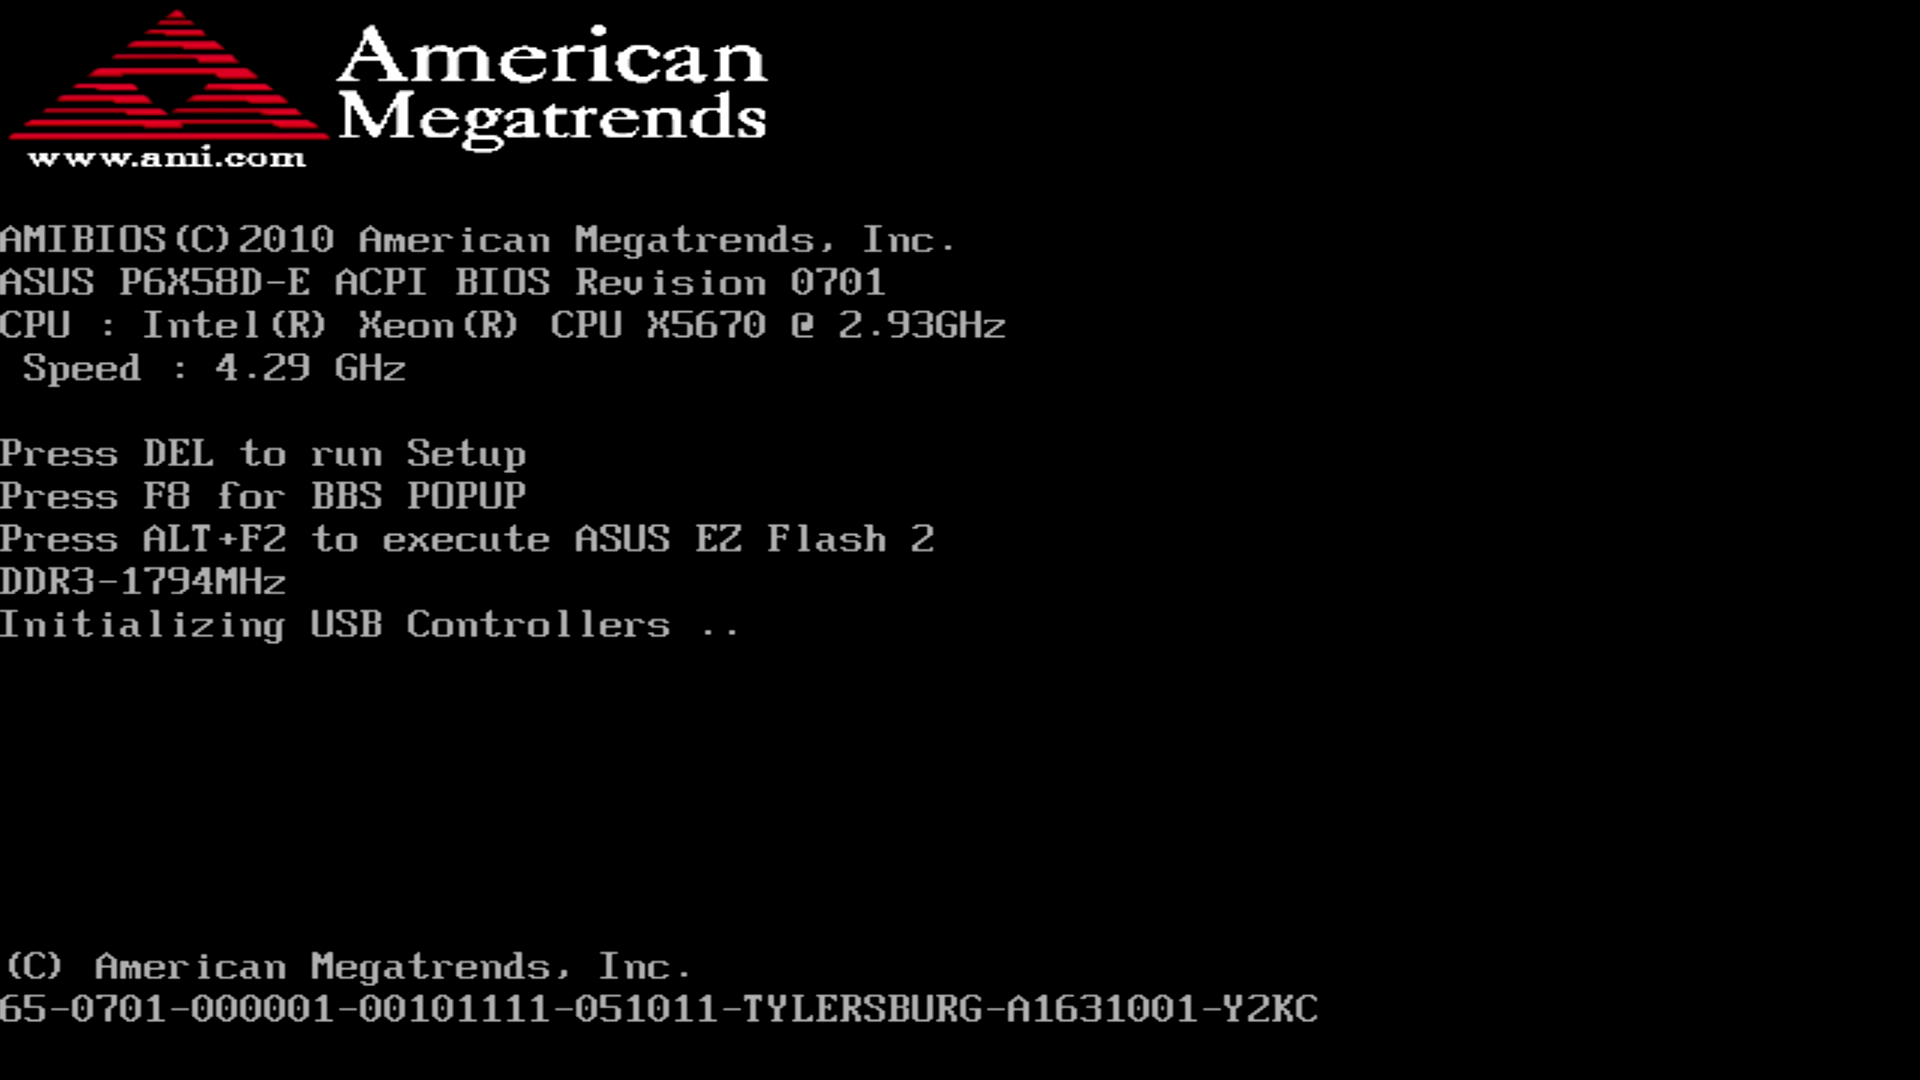 American
Megatrends
www.ami.com
AMIBIOS(C)2010 American Megatrends, Inc.
ASUS P6X58D-E ACPI BIOS Revision 0701
CPU : Intel(R) Xeon(R) CPU X5670 @ 2.93GHz
Speed : 4.29 GHz
Press DEL to run Setup
Press F8 for BBS POPUP
Press ALT+F2 to execute ASUS EZ Flash 2
DDR3-1794MHz
Initializing USB Controllers ..
(C) American Megatrends, Inc.
65-0701-000001-00101111-051011-TYLERSBURG-A1631001-Y2KC